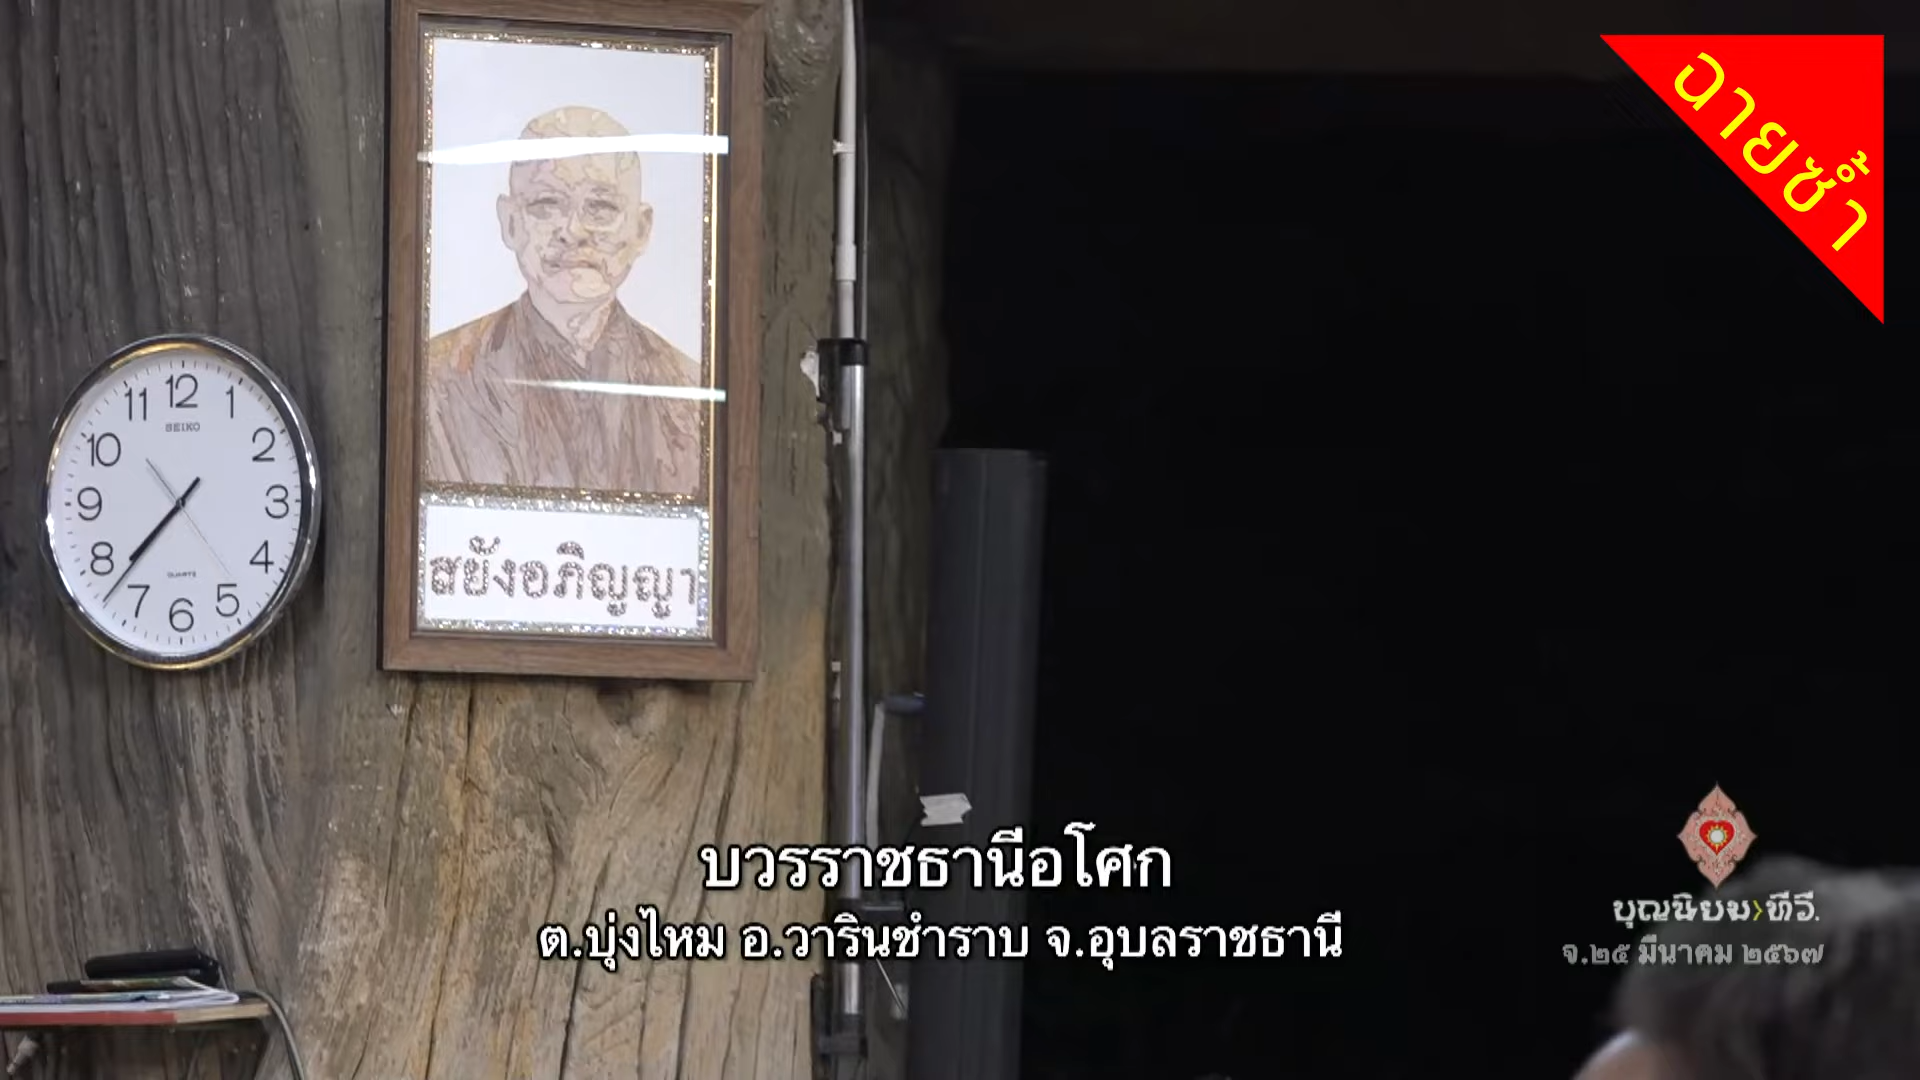 ฉายซ้ำ
12
11
1
SEIKO
10
2
9
3
8
4
QUARTZ
7
5
6
สยังอภิญญา
บวรราชธานีอโศก
ต.บุ่งไหม อ.วารินชำราบ จ.อุบลราชธานี
บุญนิยม>ทีวี.
จ.๒๕ มีนาคม ๒๕๖๗